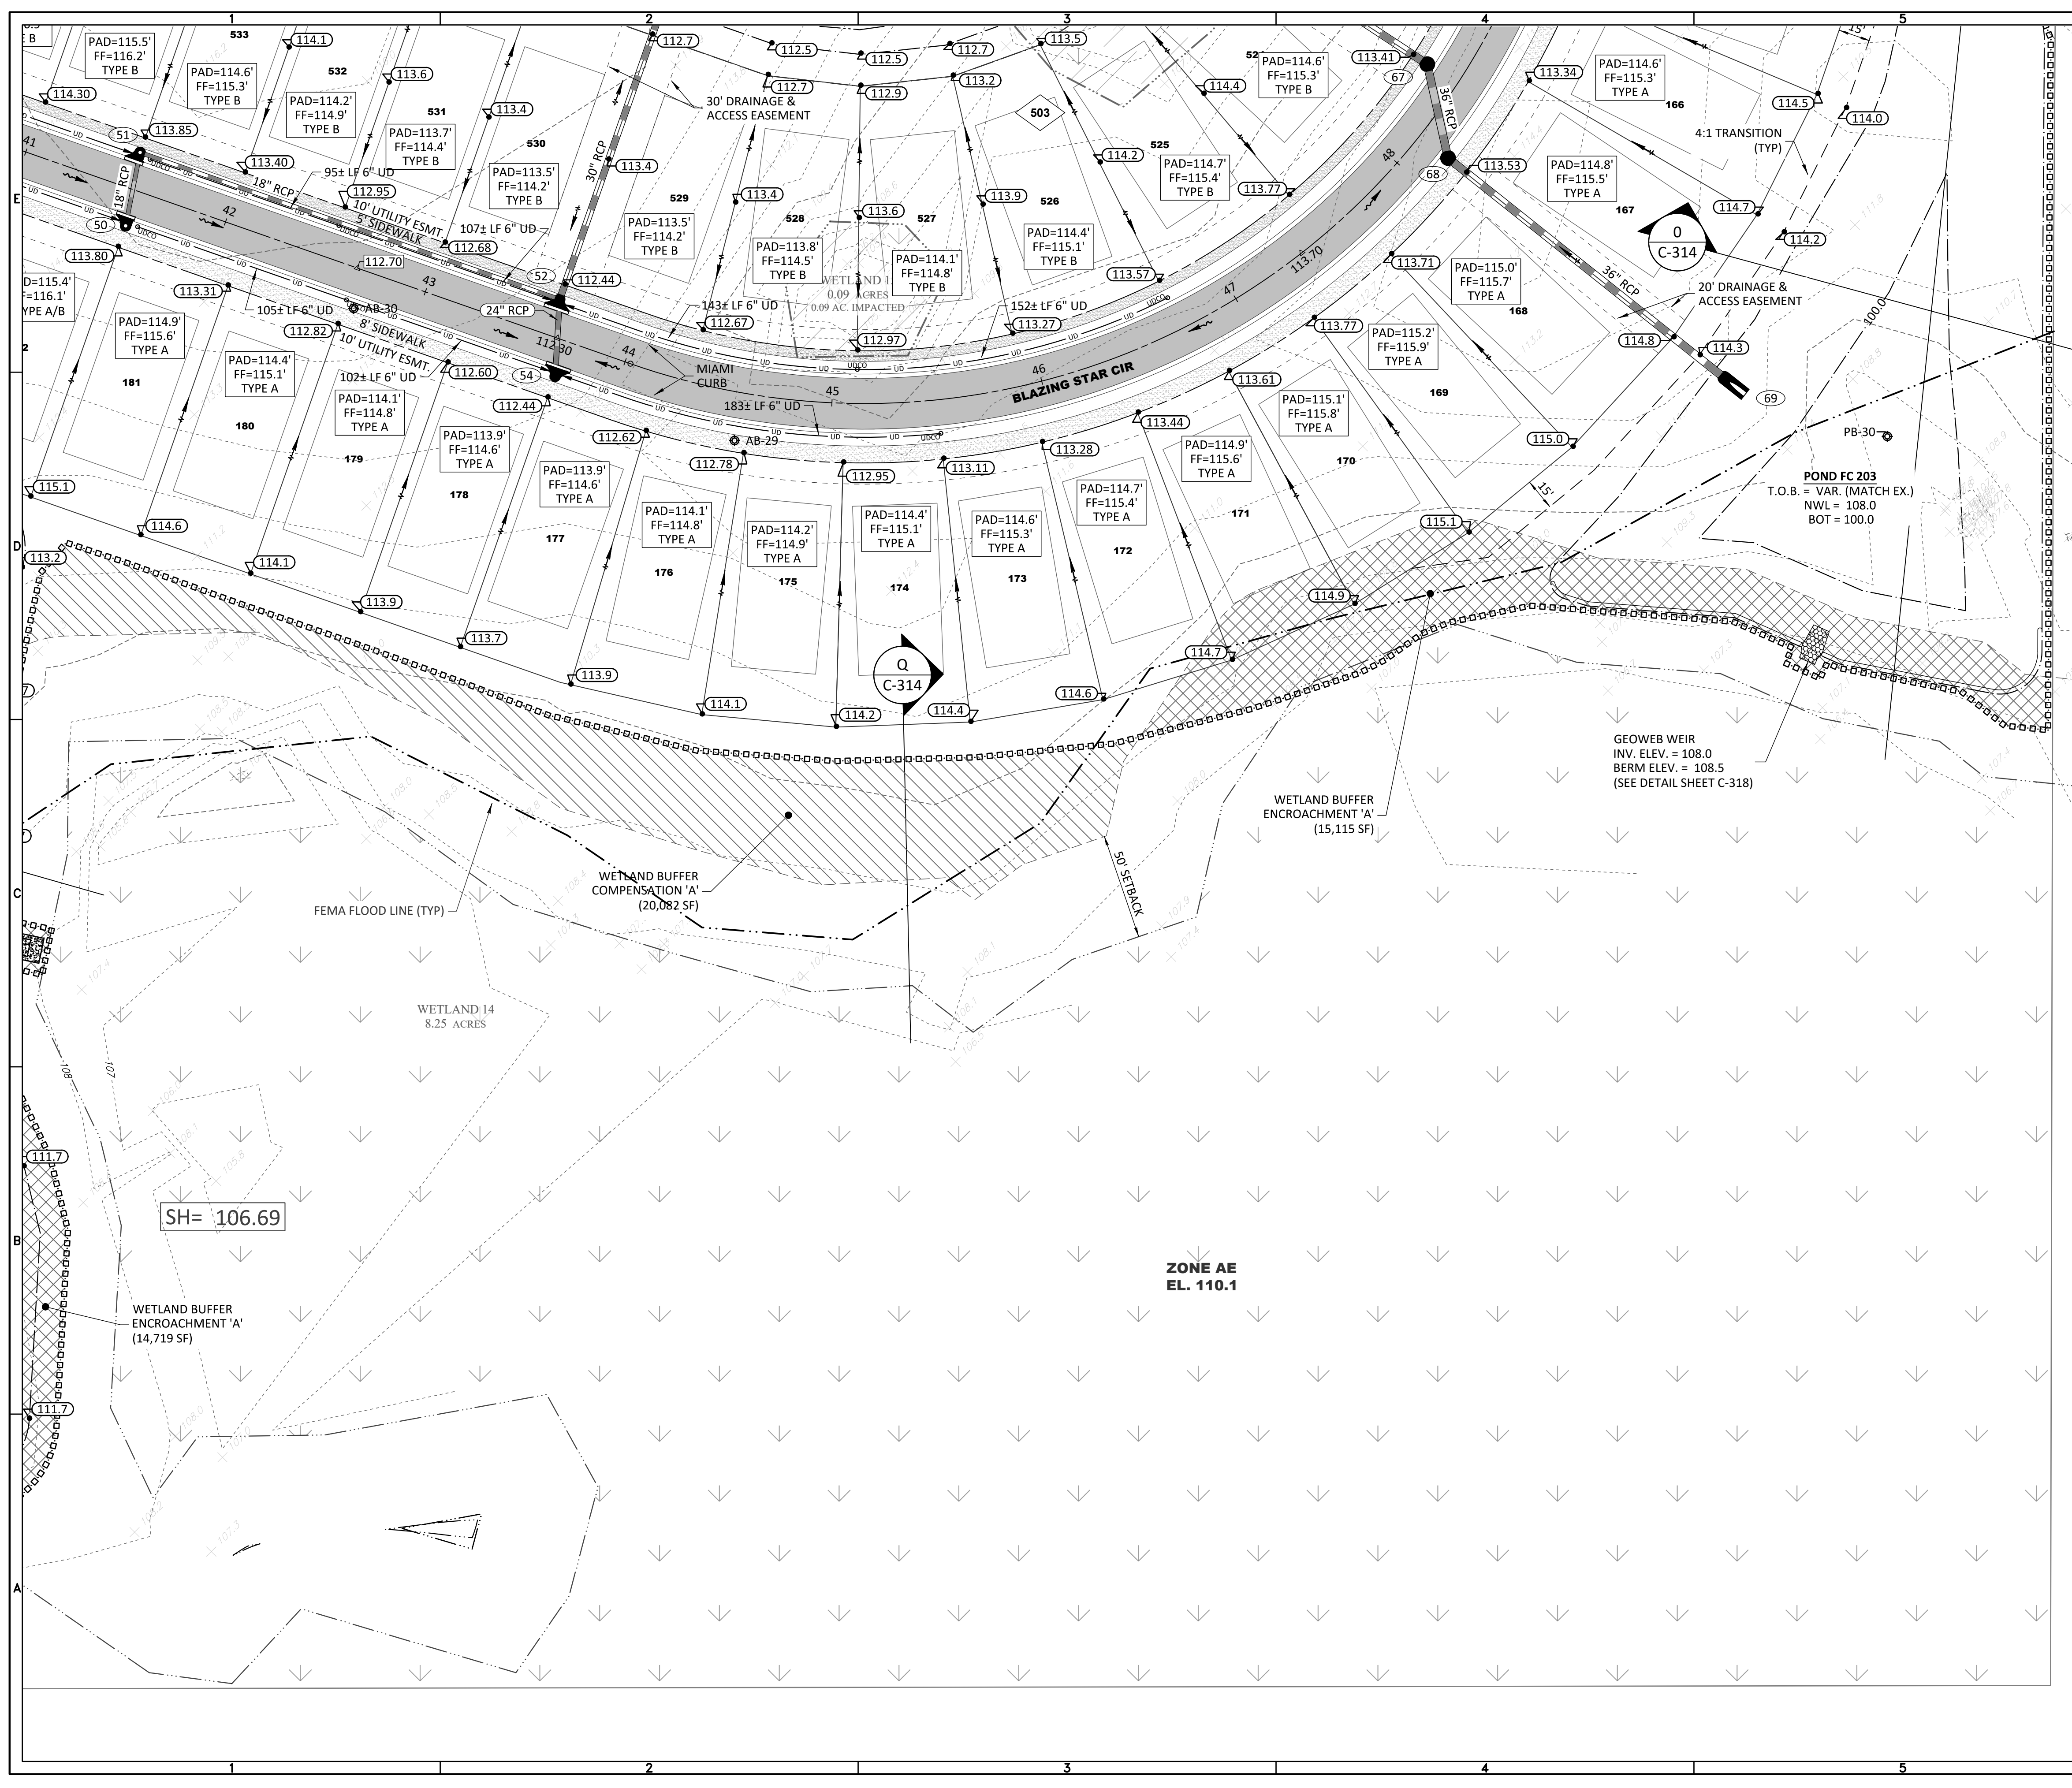 1
2
3
4
5
E
D
C
B
A
533
532
531
530
529
528
527
526
525
503
166
167
168
169
170
171
172
173
174
175
176
177
178
179
180
181
PAD=115.5'
FF=116.2'
TYPE B
PAD=114.6'
FF=115.3'
TYPE B
PAD=114.2'
FF=114.9'
TYPE B
PAD=113.7'
FF=114.4'
TYPE B
PAD=113.5'
FF=114.2'
TYPE B
PAD=113.5'
FF=114.2'
TYPE B
PAD=113.8'
FF=114.5'
TYPE B
PAD=114.1'
FF=114.8'
TYPE B
PAD=114.4'
FF=115.1'
TYPE B
PAD=114.7'
FF=115.4'
TYPE B
PAD=114.6'
FF=115.3'
TYPE B
PAD=114.6'
FF=115.3'
TYPE A
PAD=114.8'
FF=115.5'
TYPE A
PAD=115.0'
FF=115.7'
TYPE A
PAD=115.2'
FF=115.9'
TYPE A
PAD=115.1'
FF=115.8'
TYPE A
PAD=114.9'
FF=115.6'
TYPE A
PAD=114.7'
FF=115.4'
TYPE A
PAD=114.6'
FF=115.3'
TYPE A
PAD=114.4'
FF=115.1'
TYPE A
PAD=114.2'
FF=114.9'
TYPE A
PAD=114.1'
FF=114.8'
TYPE A
PAD=113.9'
FF=114.6'
TYPE A
PAD=113.9'
FF=114.6'
TYPE A
PAD=114.1'
FF=114.8'
TYPE A
PAD=114.4'
FF=115.1'
TYPE A
PAD=114.9'
FF=115.6'
TYPE A
114.30
113.85
113.40
112.95
112.68
112.44
112.67
112.97
113.27
113.57
113.77
113.41
113.34
113.53
113.71
113.77
113.61
113.44
113.28
113.11
112.95
112.78
112.62
112.44
112.60
112.82
113.31
113.80
112.70
112.30
113.70
114.1
113.6
113.4
112.7
112.5
112.5
112.7
113.5
112.7
112.9
113.2
113.4
113.4
113.6
113.9
114.2
114.4
114.5
114.0
114.7
114.2
114.8
114.3
115.0
115.1
114.9
114.7
114.6
114.4
114.2
114.1
113.9
113.7
113.9
114.1
114.6
115.1
113.2
111.7
111.7
41
42
43
44
45
46
47
48
50
51
52
54
67
68
69
18" RCP
18" RCP
24" RCP
30" RCP
36" RCP
36" RCP
95± LF 6" UD
107± LF 6" UD
105± LF 6" UD
102± LF 6" UD
143± LF 6" UD
152± LF 6" UD
183± LF 6" UD
10' UTILITY ESMT.
5' SIDEWALK
8' SIDEWALK
10' UTILITY ESMT.
30' DRAINAGE &
ACCESS EASEMENT
20' DRAINAGE &
ACCESS EASEMENT
4:1 TRANSITION
(TYP)
MIAMI
CURB
BLAZING STAR CIR
AB-30
AB-29
PB-30
0.09 ACRES
0.09 AC. IMPACTED
0
C-314
Q
C-314
15'
15'
100.0
POND FC 203
T.O.B. = VAR. (MATCH EX.)
NWL = 108.0
BOT = 100.0
GEOWEB WEIR
INV. ELEV. = 108.0
BERM ELEV. = 108.5
(SEE DETAIL SHEET C-318)
WETLAND BUFFER
ENCROACHMENT 'A'
(15,115 SF)
50' SETBACK
WETLAND BUFFER
COMPENSATION 'A'
(20,082 SF)
FEMA FLOOD LINE (TYP)
WETLAND 14
8.25 ACRES
108
107
SH= 106.69
WETLAND BUFFER
ENCROACHMENT 'A'
(14,719 SF)
ZONE AE
EL. 110.1